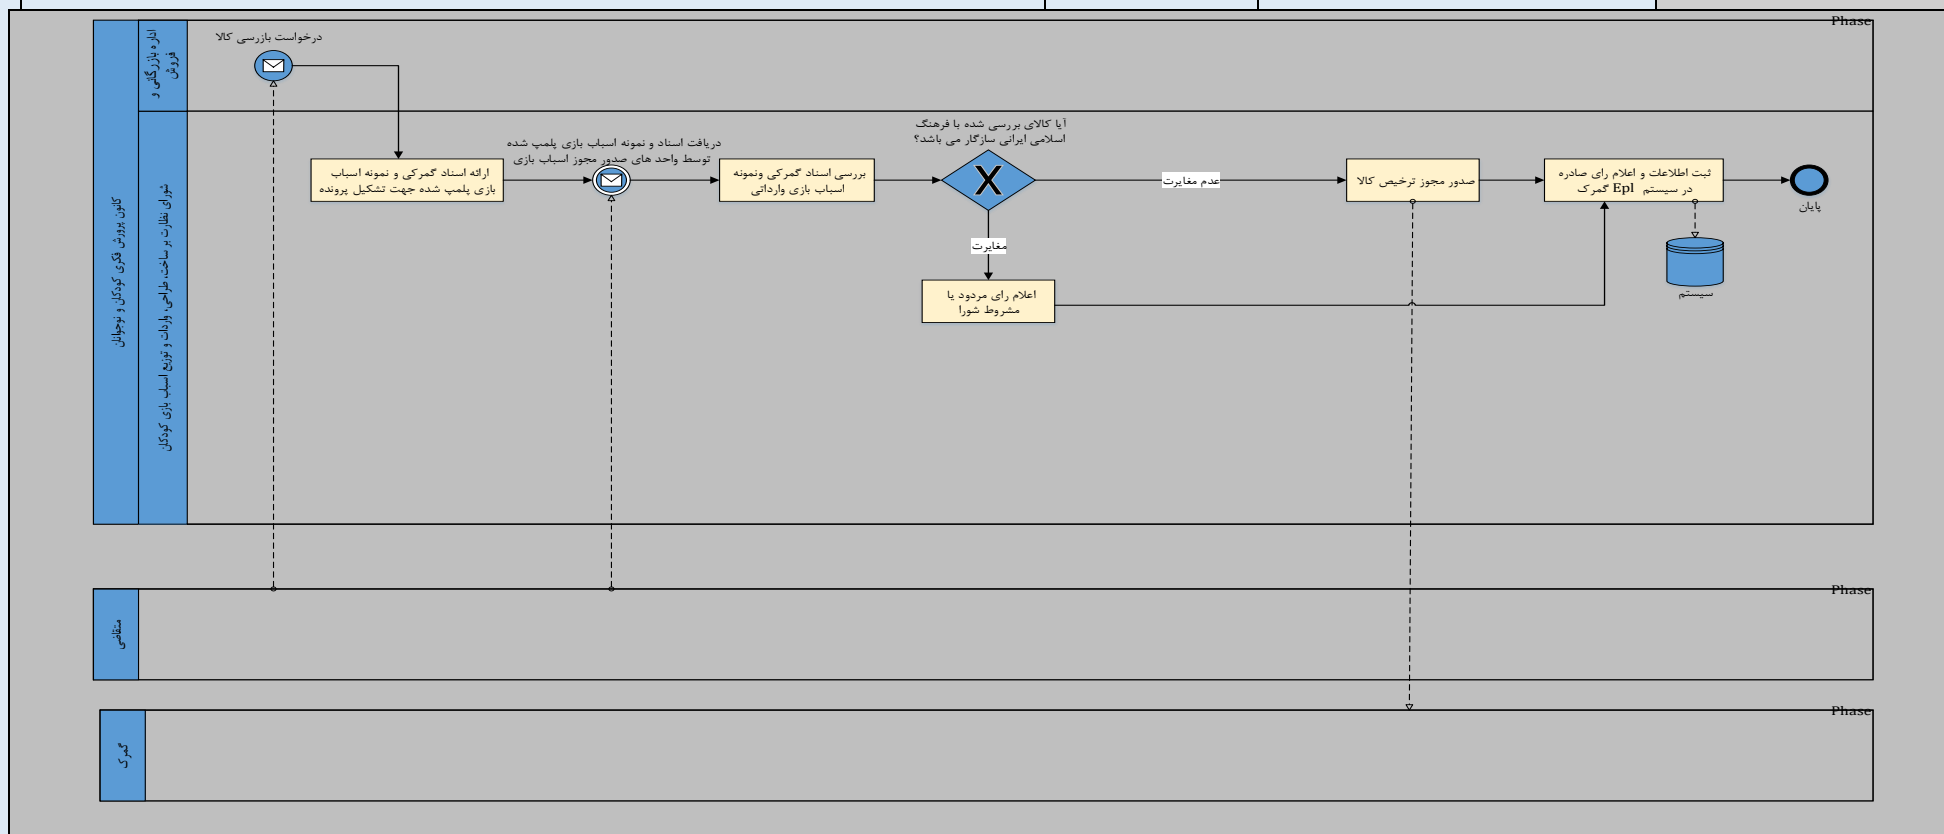 Phase
کانون پرورش فکری کودکان و نوجوانان
اداره بازرگانی و
فروش
درخواست بازرسی کالا
شورای نظارت بر ساخت، طراحی، واردات و توزیع اسباب بازی کودکان
ارائه اسناد گمرکی و نمونه اسباب
بازی پلمپ شده جهت تشکیل پرونده
دریافت اسناد و نمونه اسباب بازی پلمپ شده
توسط واحد های صدور مجوز اسباب بازی
بررسی اسناد گمرکی ونمونه
اسباب بازی وارداتی
آیا کالای بررسی شده با فرهنگ
اسلامی ایرانی سازگار می باشد؟
عدم مغایرت
مغایرت
صدور مجوز ترخیص کالا
ثبت اطلاعات و اعلام رای صادره
در سیستم Epl گمرک
پایان
سیستم
اعلام رای مردود یا
مشروط شورا
Phase
متقاضی
Phase
گمرک